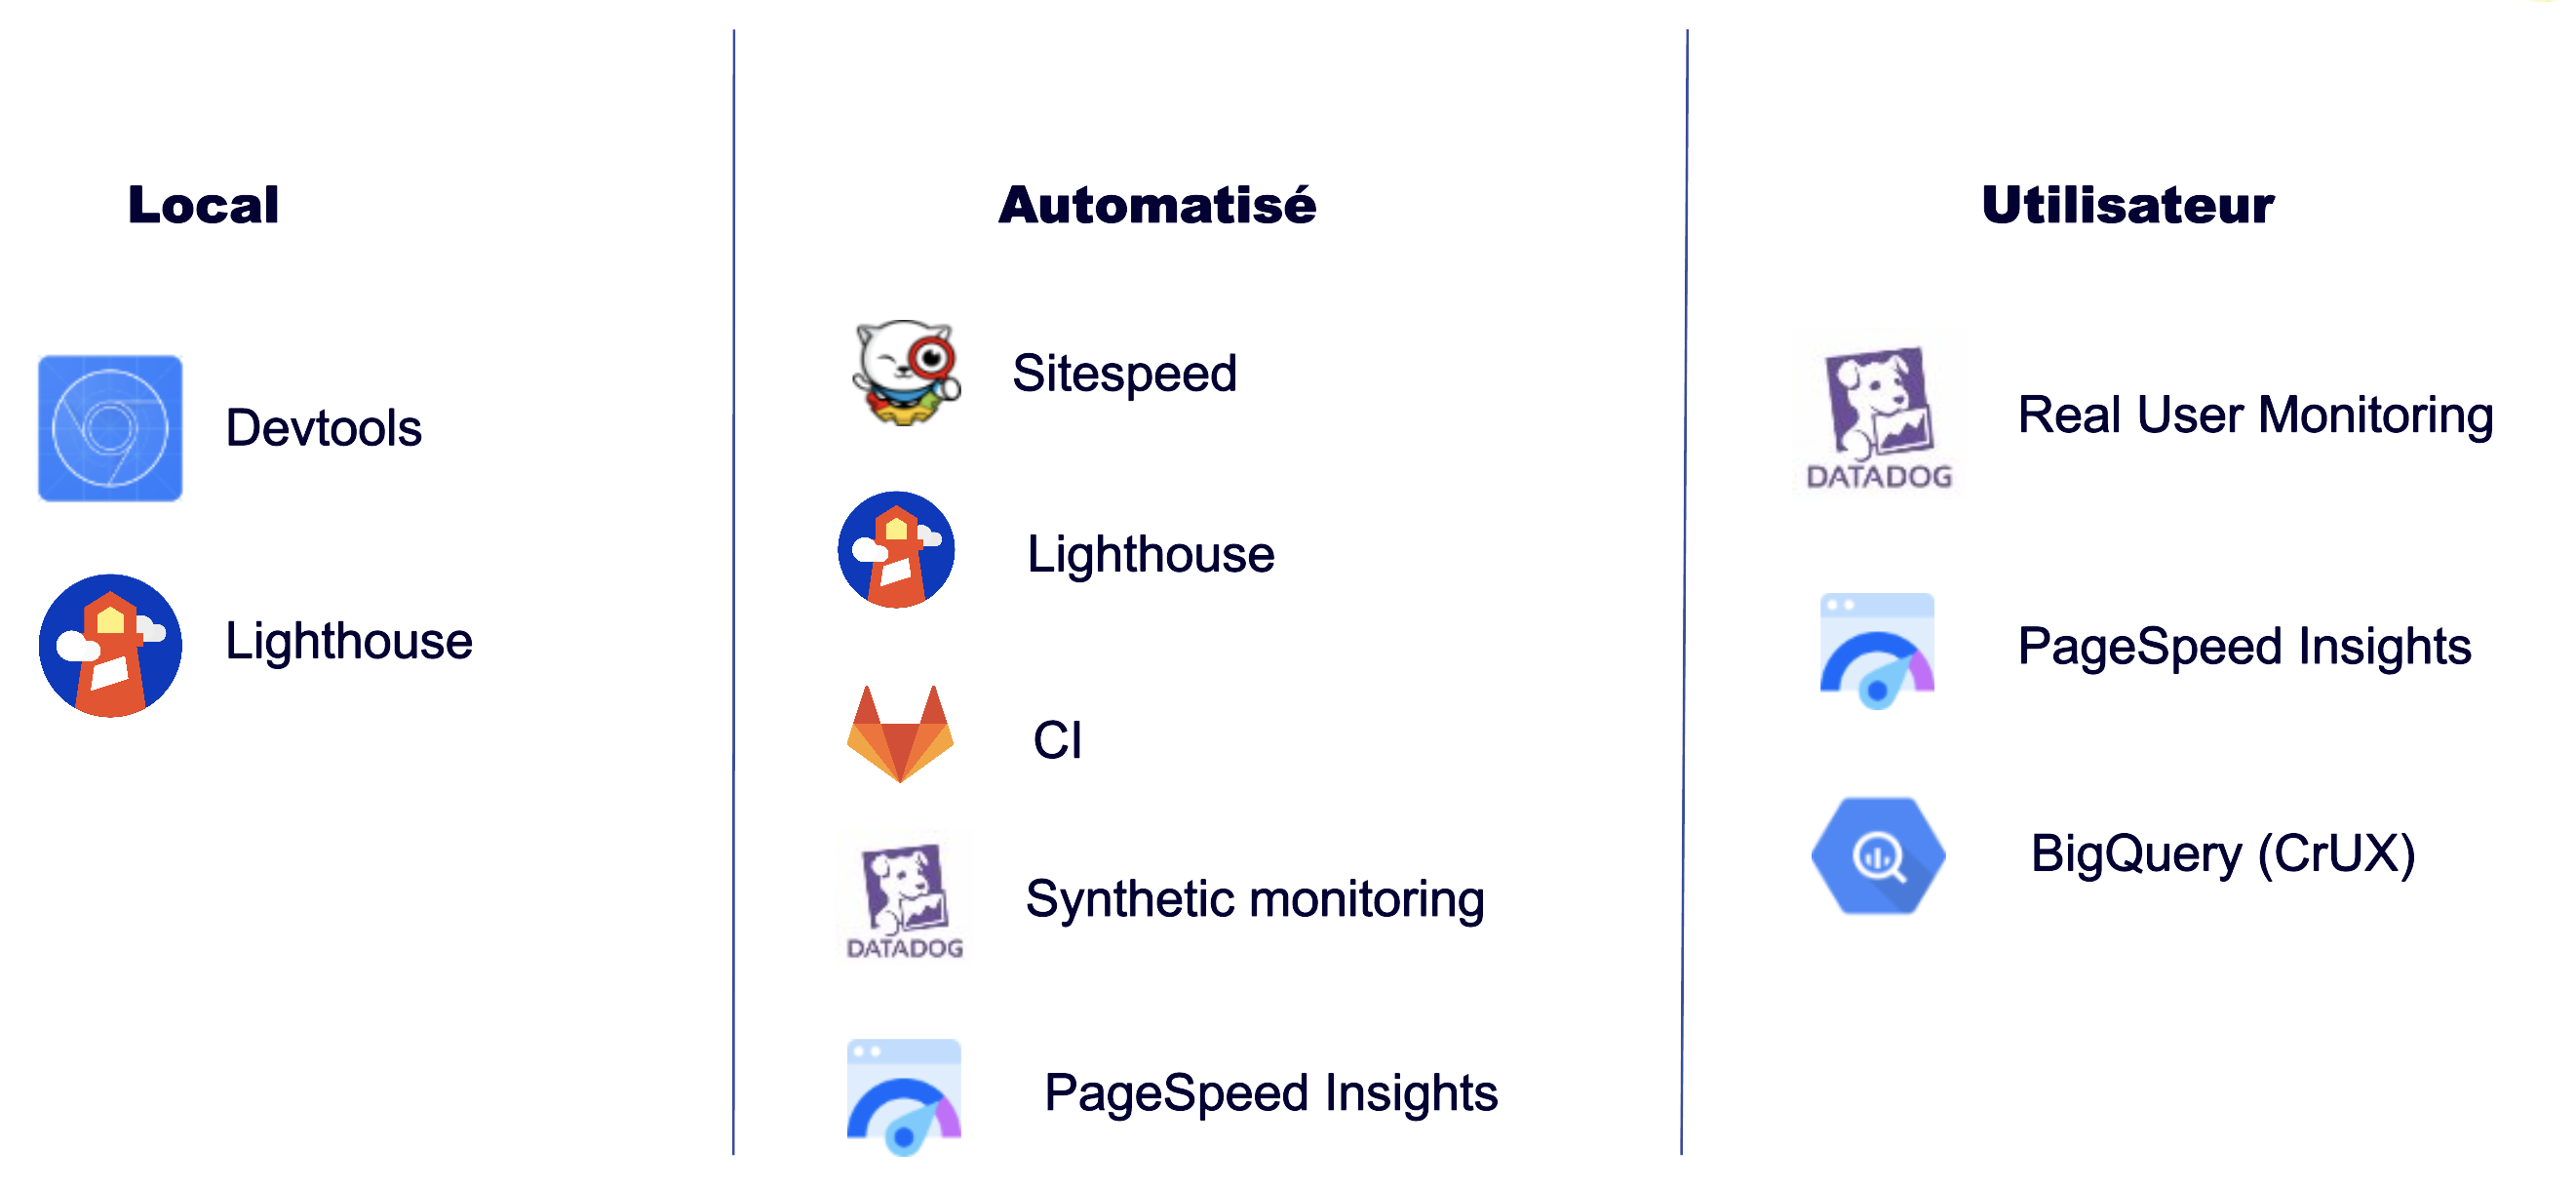 Local
Devtools
Lighthouse
Automatisé
Sitespeed
Lighthouse
CI
DATADOG
Synthetic monitoring
PageSpeed Insights
Utilisateur
DATADOG
Real User Monitoring
PageSpeed Insights
BigQuery (CrUX)